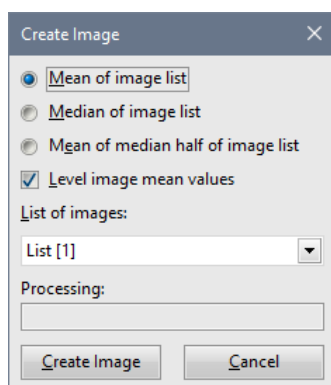 Create Image
Mean of image list
Median of image list
Mean of median half of image list
Level image mean values
List of images:
List [1]
Processing:
Create Image
Cancel